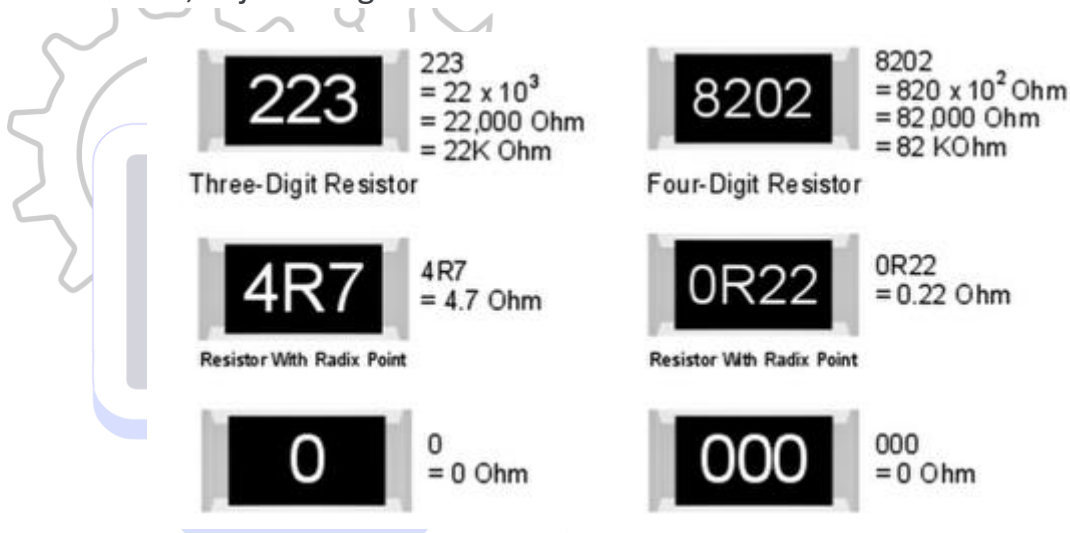 223
223
= 22 x 10³
= 22,000 Ohm
= 22K Ohm
Three-Digit Resistor
8202
8202
= 820 x 10² Ohm
= 82,000 Ohm
= 82 KOhm
Four-Digit Resistor
4R7
4R7
= 4.7 Ohm
Resistor With Radix Point
0R22
0R22
= 0.22 Ohm
Resistor With Radix Point
0
0
= 0 Ohm
000
000
= 0 Ohm